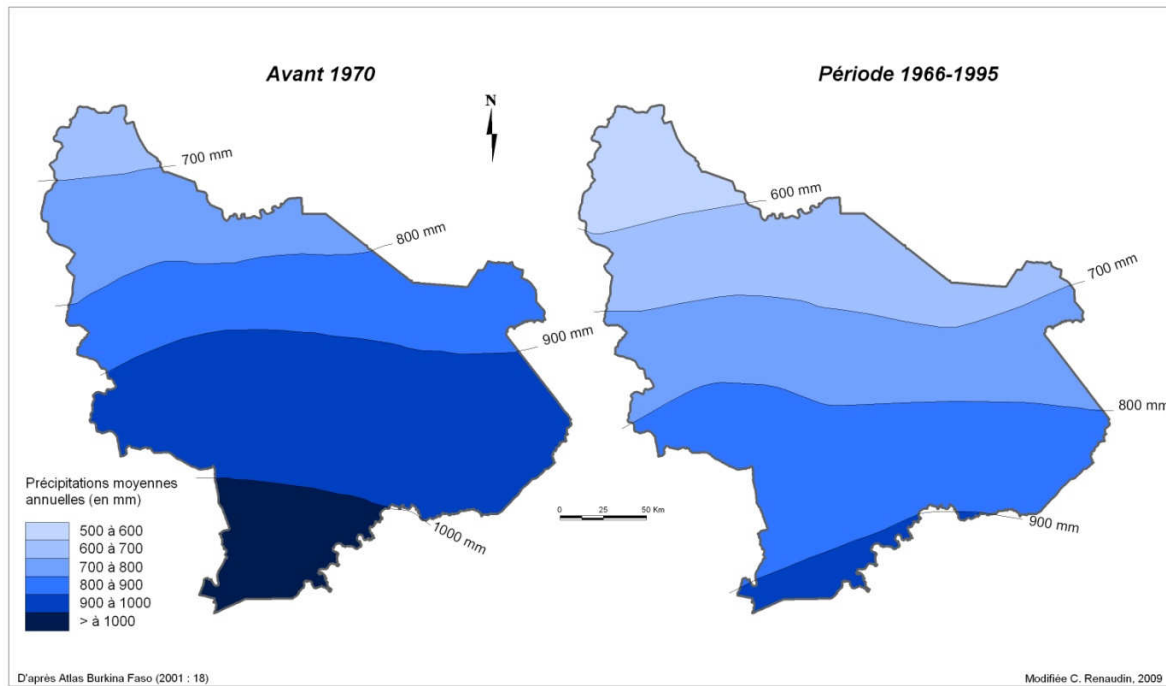 Avant 1970
Période 1966-1995
N
700 mm
800 mm
900 mm
1000 mm
600 mm
700 mm
800 mm
900 mm
Précipitations moyennes
annuelles (en mm)
500 à 600
600 à 700
700 à 800
800 à 900
900 à 1000
> à 1000
0 25 50 Km
D'après Atlas Burkina Faso (2001 : 18)
Modifiée C. Renaudin, 2009